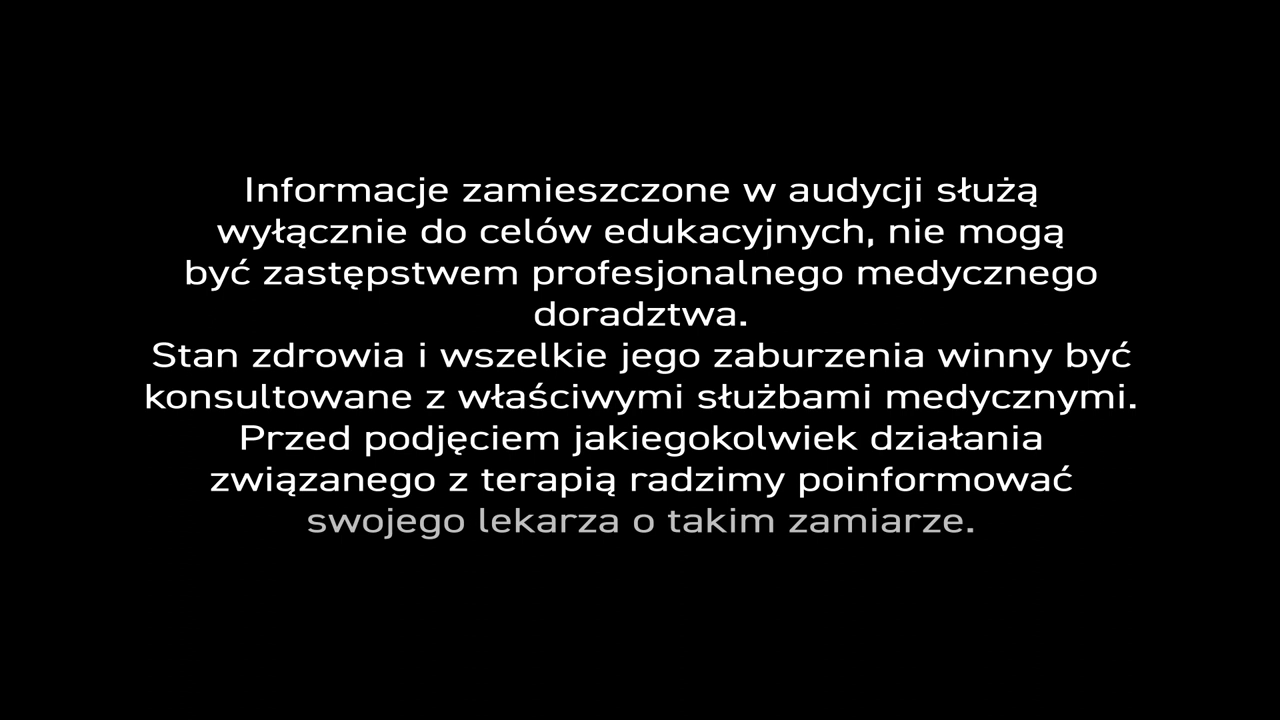 Informacje zamieszczone w audycji służą
wyłącznie do celów edukacyjnych, nie mogą
być zastępstwem profesjonalnego medycznego
doradztwa.
Stan zdrowia i wszelkie jego zaburzenia winny być
konsultowane z właściwymi służbami medycznymi.
Przed podjęciem jakiegokolwiek działania
związanego z terapią radzimy poinformować
swojego lekarza o takim zamiarze.